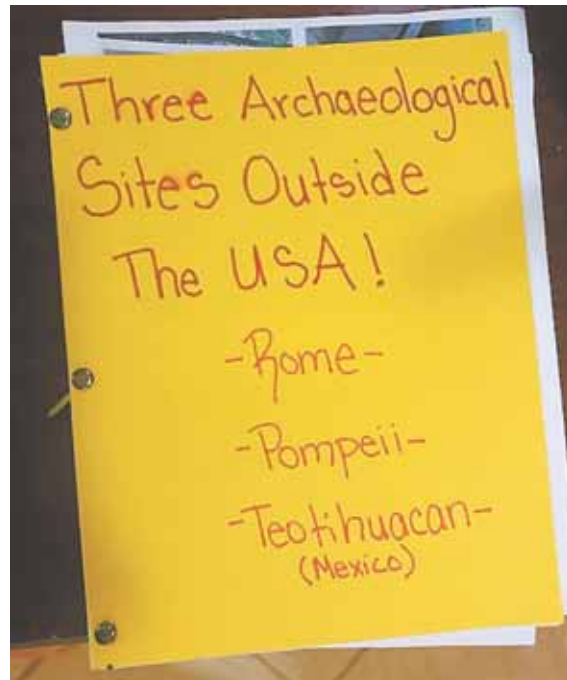 Three Archaeological
Sites Outside
The USA!
-Rome-
-Pompeii-
-Teotihuacan-
(Mexico)